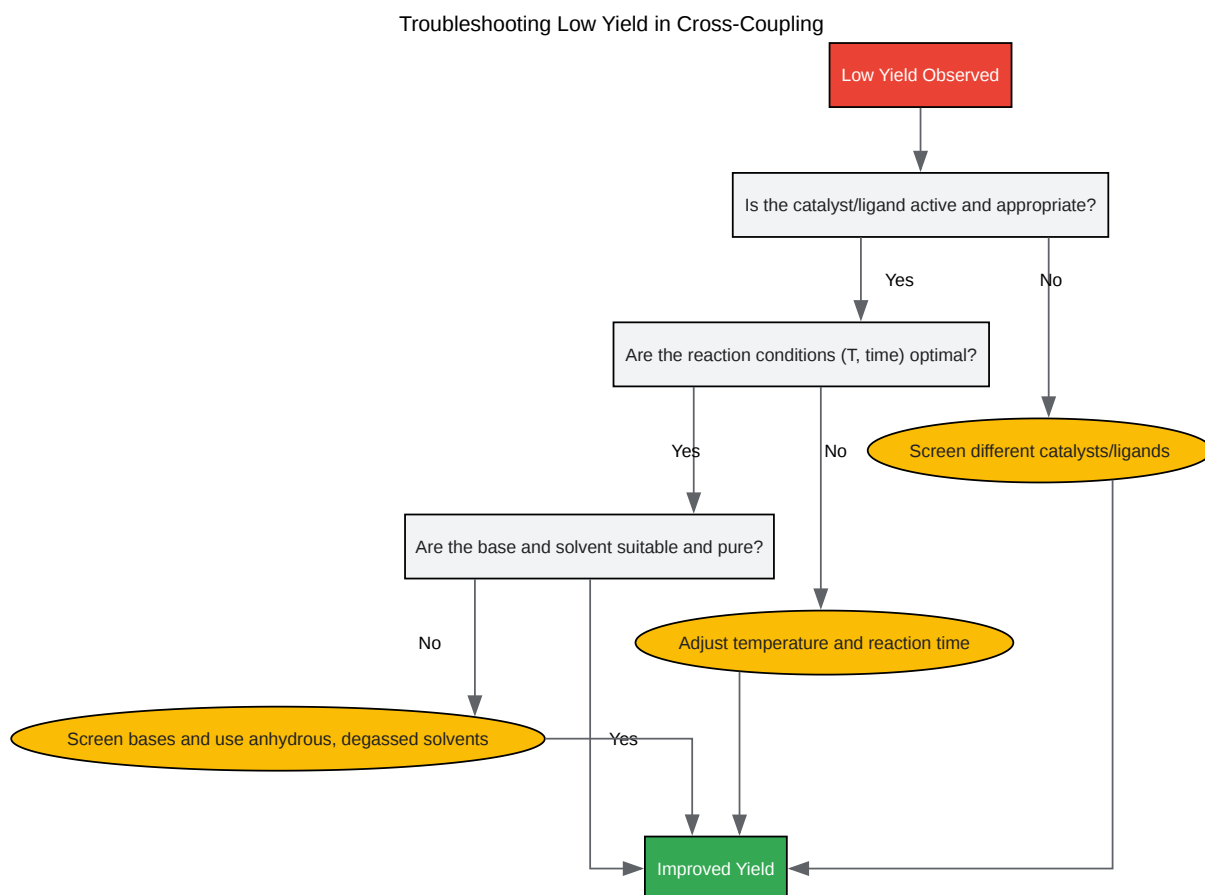 Troubleshooting Low Yield in Cross-Coupling
Low Yield Observed
Is the catalyst/ligand active and appropriate?
Yes
No
Are the reaction conditions (T, time) optimal?
Yes
No
Screen different catalysts/ligands
Are the base and solvent suitable and pure?
No
Adjust temperature and reaction time
Screen bases and use anhydrous, degassed solvents
Yes
Improved Yield